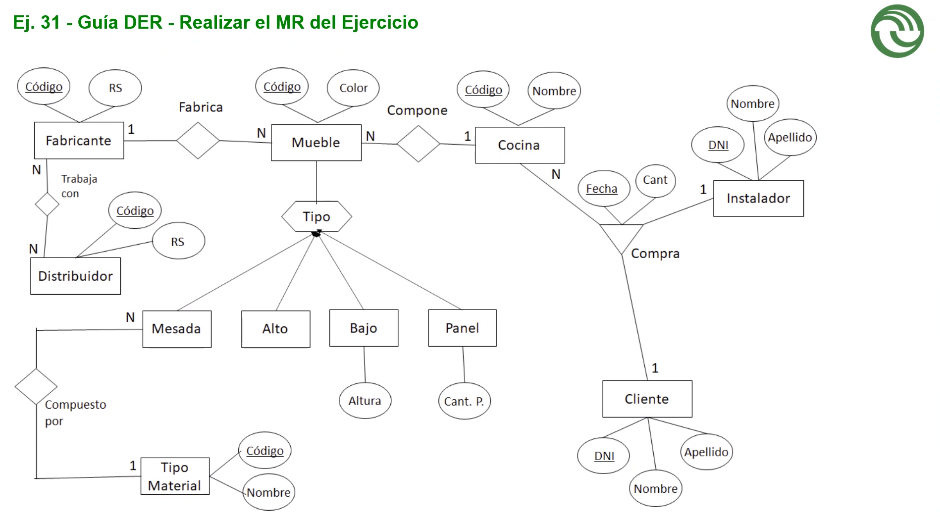 Ej. 31 - Guía DER - Realizar el MR del Ejercicio
Código
RS
Fabrica
Código
Color
Compone
Código
Nombre
Nombre
Fabricante
1
N
Mueble
N
1
Cocina
DNI
Apellido
N
Trabaja
con
N
Fecha
Cant
1
Instalador
Código
Tipo
RS
Compra
N
Distribuidor
N
Mesada
Alto
Bajo
Panel
1
Compuesto
por
Altura
Cant. P.
Cliente
Código
DNI
Apellido
1
Tipo
Material
Nombre
Nombre